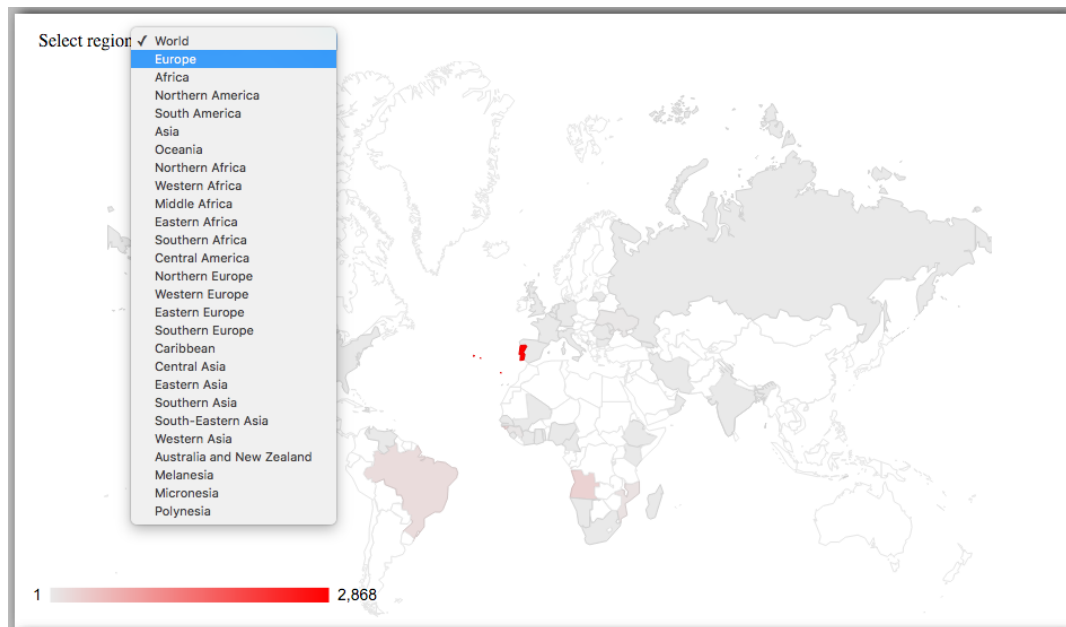 Select region ✓ World
Europe
Africa
Northern America
South America
Asia
Oceania
Northern Africa
Western Africa
Middle Africa
Eastern Africa
Southern Africa
Central America
Northern Europe
Western Europe
Eastern Europe
Southern Europe
Caribbean
Central Asia
Eastern Asia
Southern Asia
South-Eastern Asia
Western Asia
Australia and New Zealand
Melanesia
Micronesia
Polynesia
1 2,868